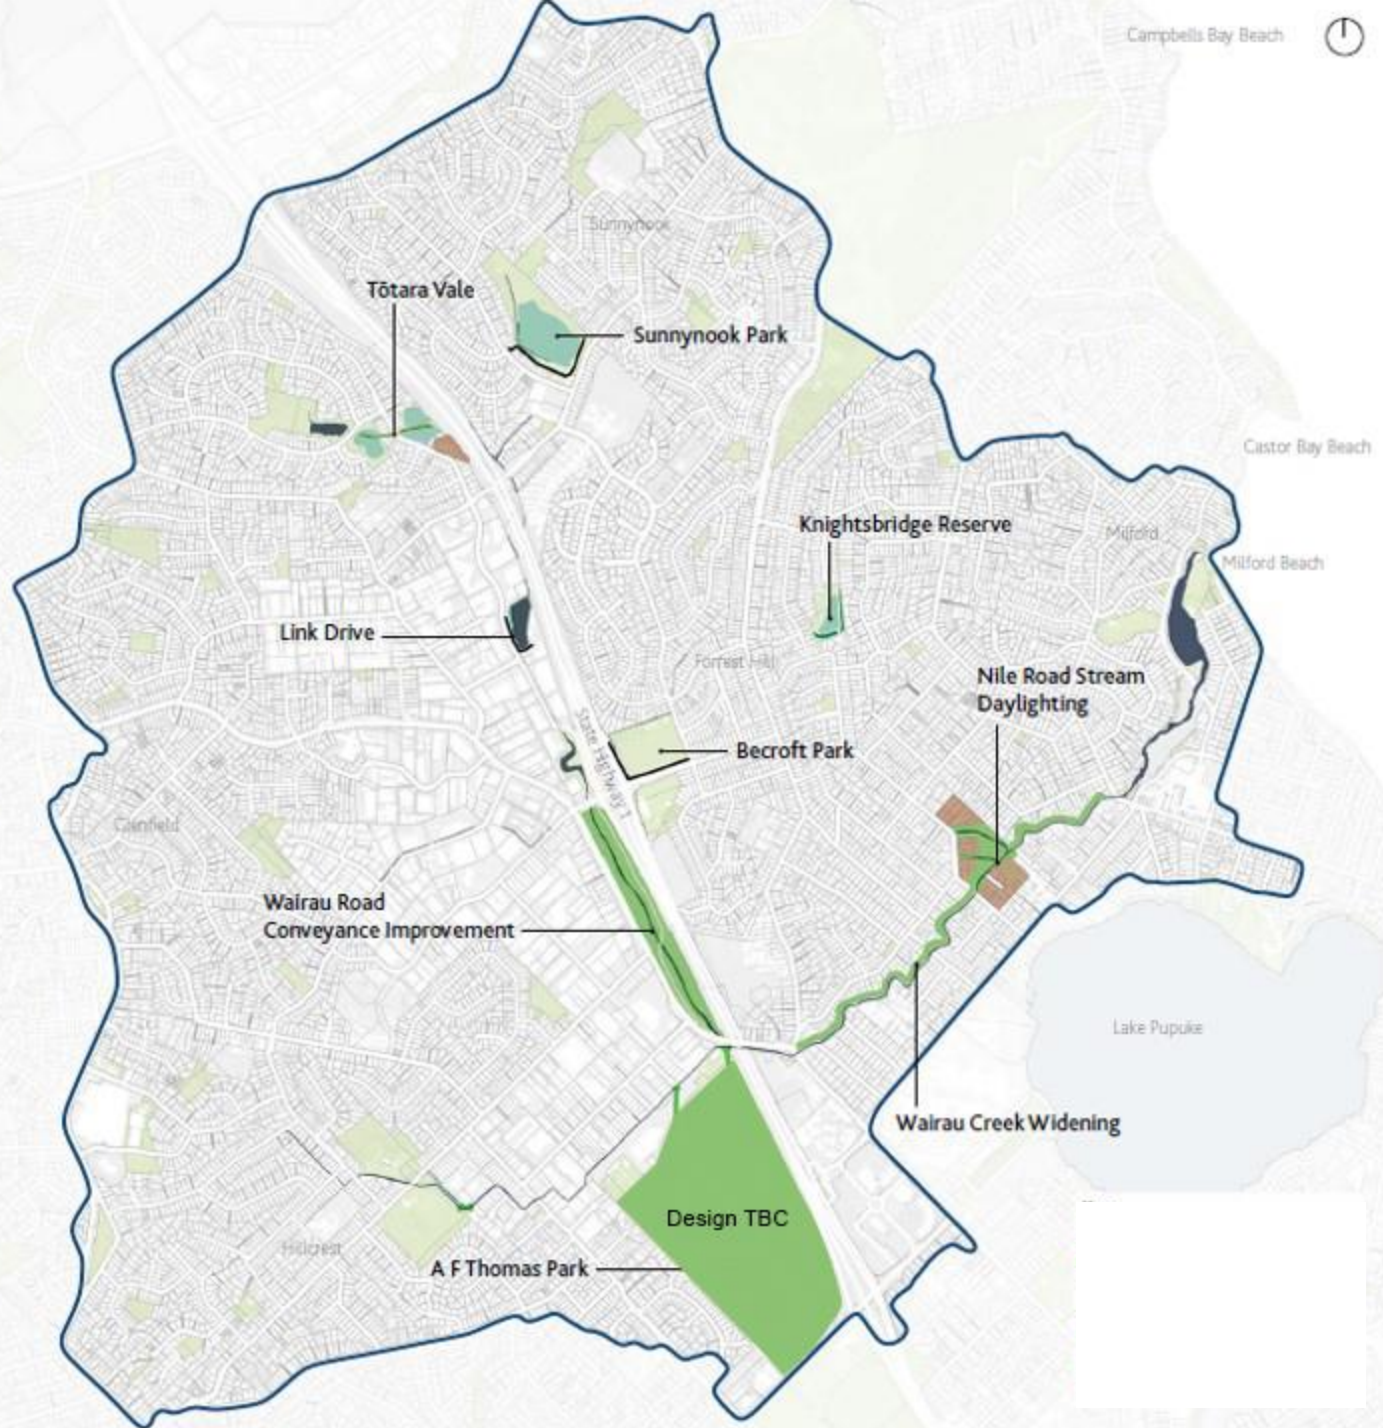 Campbells Bay Beach
Sunnynook
Tōtara Vale
Sunnynook Park
Castor Bay Beach
Knightsbridge Reserve
Milford
Milford Beach
Link Drive
Forrest Hill
Nile Road Stream
Daylighting
State Highway 1
Becroft Park
Glenfield
Wairau Road
Conveyance Improvement
Lake Pupuke
Wairau Creek Widening
Design TBC
Hillcrest
A F Thomas Park